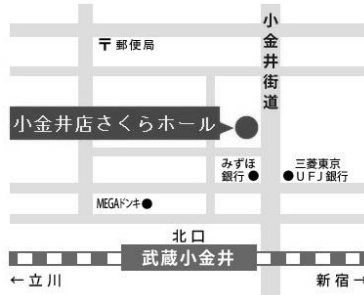 小金井街道
〒郵便局
小金井店さくらホール
みずほ
銀行●
三菱東京
●UFJ銀行
MEGAドンキ●
北口
武蔵小金井
←立川
新宿→